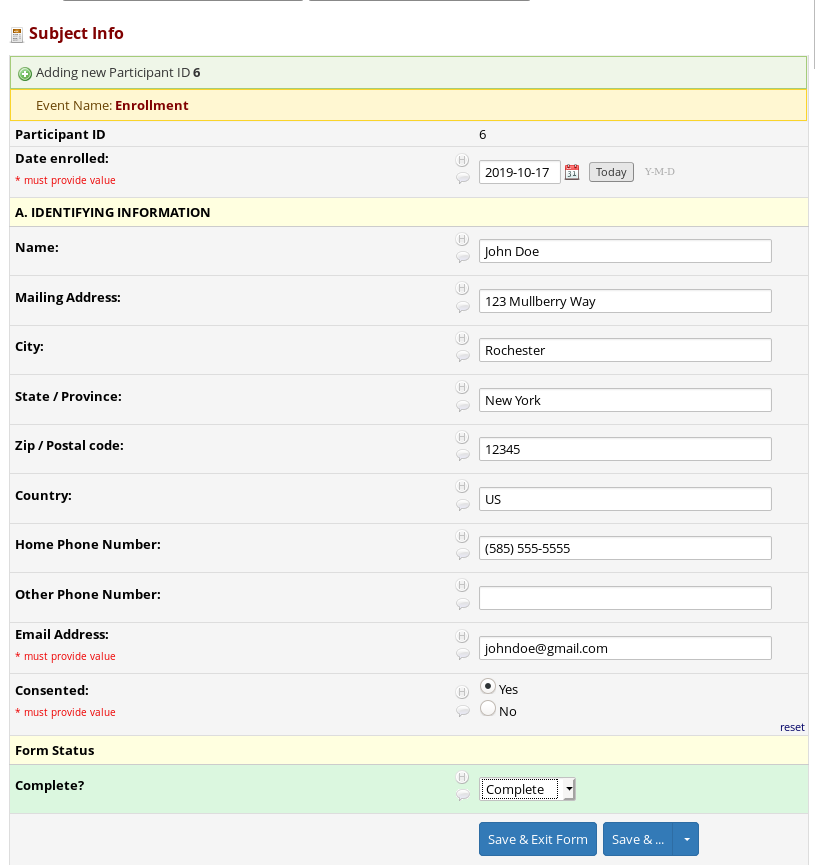 Subject Info
Adding new Participant ID 6
Event Name: Enrollment
Participant ID 6
Date enrolled:
* must provide value
H
2019-10-17 31 Today Y-M-D
A. IDENTIFYING INFORMATION
Name: H John Doe
Mailing Address: H 123 Mullberry Way
City: H Rochester
State / Province: H New York
Zip / Postal code: H 12345
Country: H US
Home Phone Number: H (585) 555-5555
Other Phone Number: H
Email Address:
* must provide value
H johndoe@gmail.com
Consented:
* must provide value
H Yes
No
reset
Form Status
Complete? H Complete
Save & Exit Form Save & ...